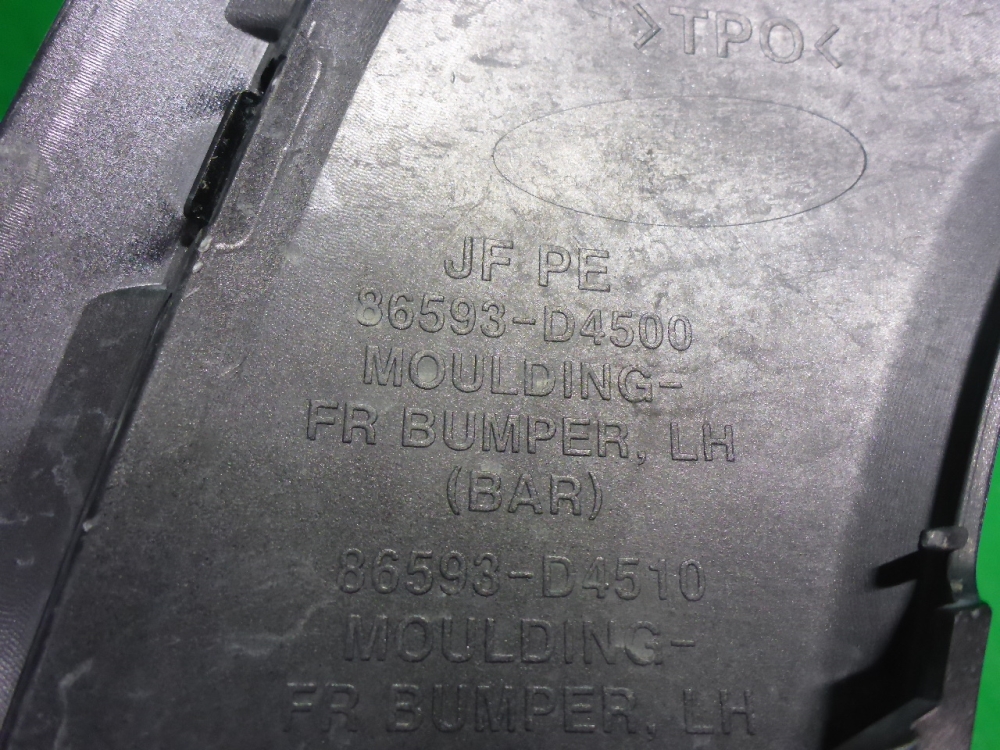 >TPO<
JF PE
86593-D4500
MOULDING-
FR BUMPER, LH
(BAR)
86593-D4510
MOULDING-
FR BUMPER, LH